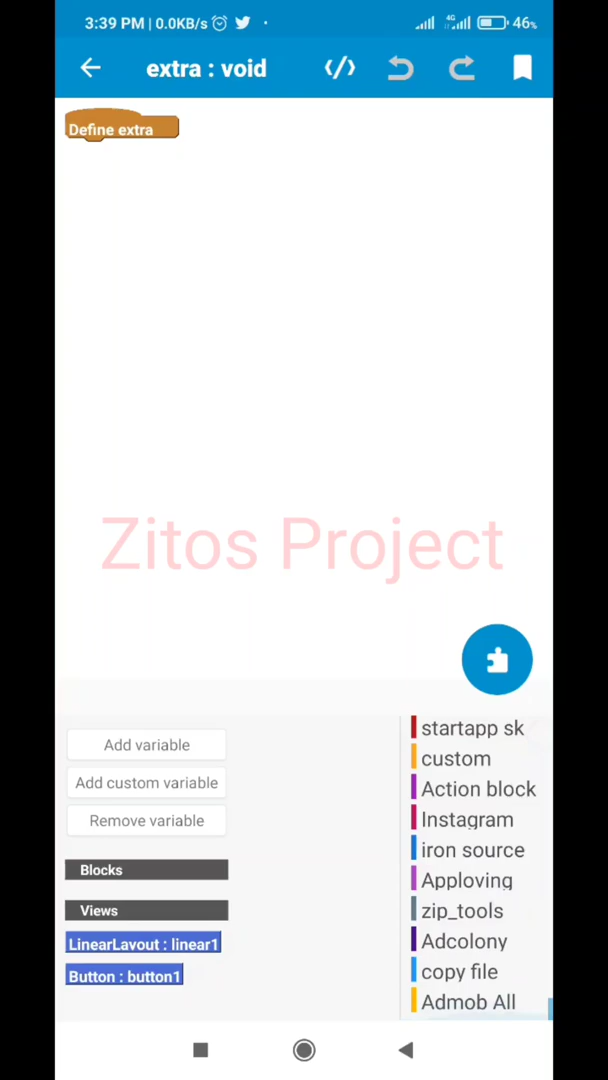 3:39 PM | 0.0KB/s
4G
46%
extra : void
Define extra
Zitos Project
Add variable
Add custom variable
Remove variable
Blocks
Views
LinearLayout : linear1
Button : button1
startapp sk
custom
Action block
Instagram
iron source
Apploving
zip_tools
Adcolony
copy file
Admob All